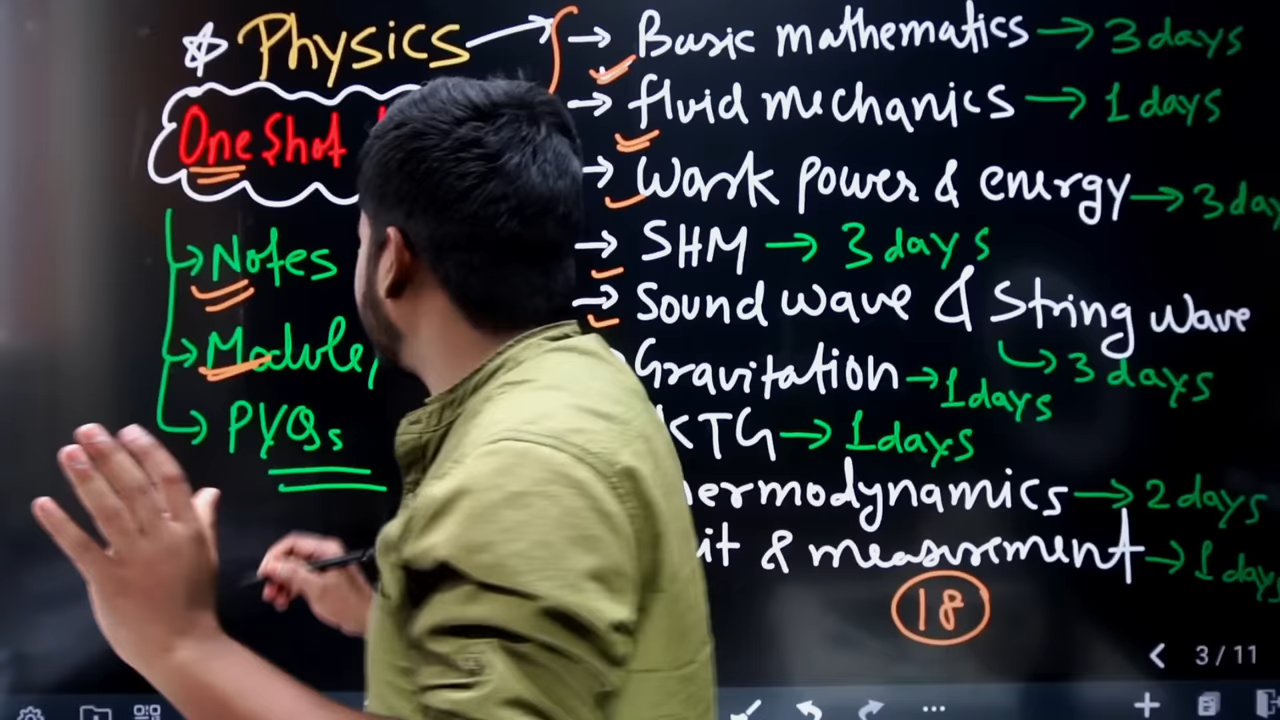 Physics
One Shot
Notes
Module,
PYQs
Basic mathematics → 3 days
fluid mechanics → 1 days
Work power & energy → 3 day
SHM → 3 days
Sound wave & String wave
3 days
Gravitation → 1 days
KTG → 1 days
hermodynamics → 2 days
it & measurement → 1 day
18
3 / 11